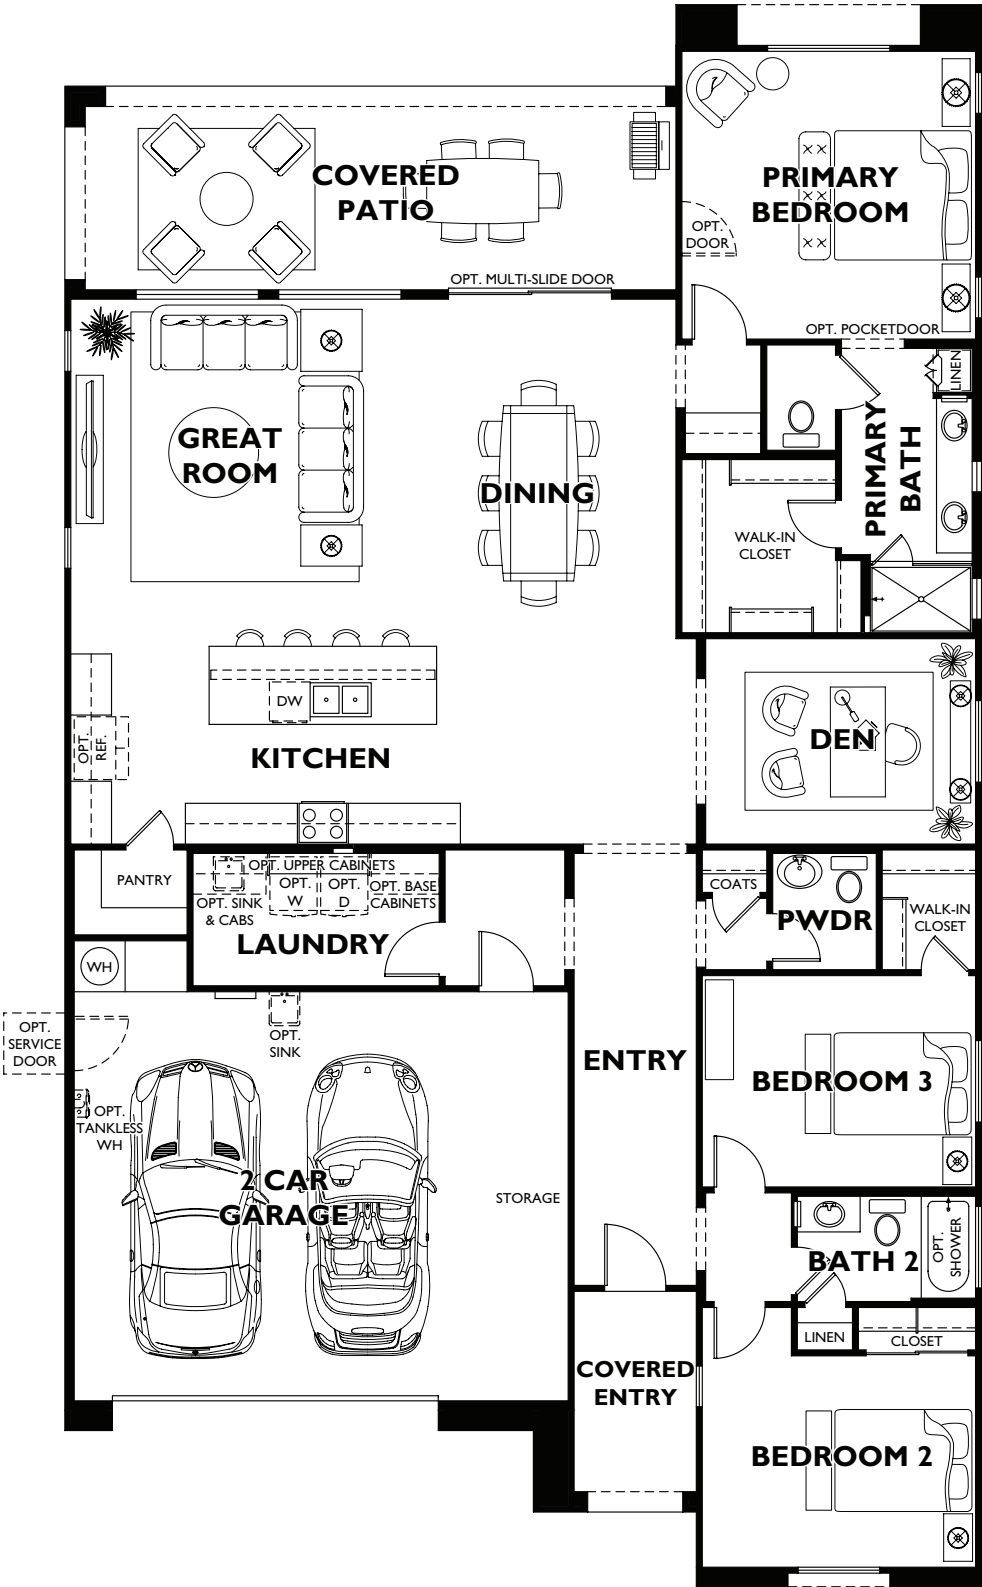 COVERED
PATIO
PRIMARY
BEDROOM
OPT.
DOOR
OPT. MULTI-SLIDE DOOR
OPT. POCKETDOOR
LINEN
GREAT
ROOM
DINING
PRIMARY
BATH
WALK-IN
CLOSET
DW
KITCHEN
OPT.
REF.
DEN
PANTRY
OPT. UPPER CABINETS
OPT.
W
OPT.
D
OPT. BASE
CABINETS
OPT. SINK
& CABS
LAUNDRY
COATS
PWDR
WALK-IN
CLOSET
WH
OPT.
SERVICE
DOOR
OPT.
SINK
ENTRY
BEDROOM 3
OPT.
TANKLESS
WH
2 CAR
GARAGE
STORAGE
BATH 2
OPT.
SHOWER
LINEN
CLOSET
COVERED
ENTRY
BEDROOM 2